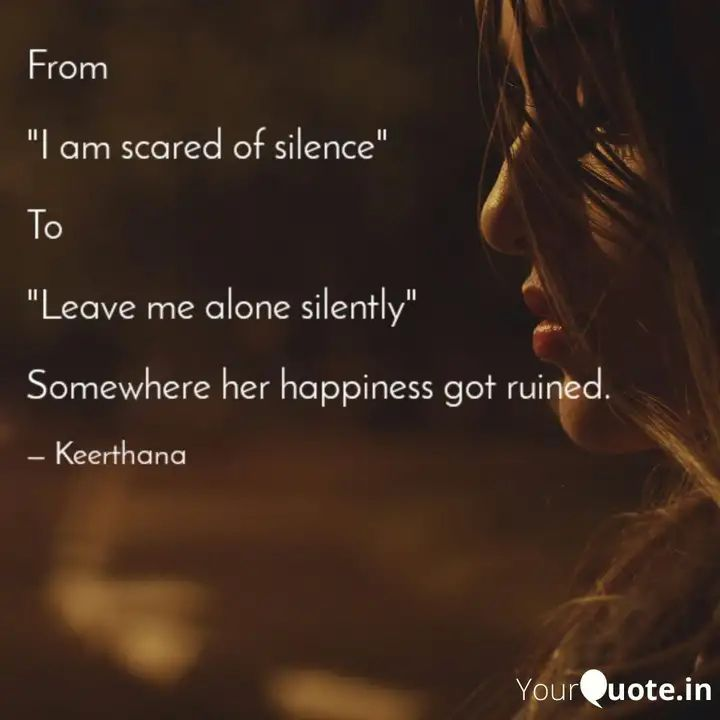 From
"I am scared of silence"
To
"Leave me alone silently"
Somewhere her happiness got ruined.
– Keerthana
YourQuote.in